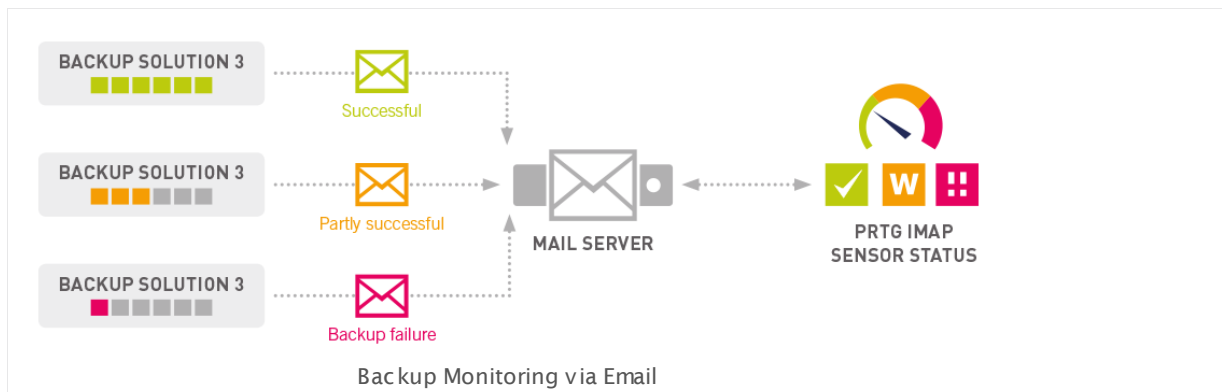 BACKUP SOLUTION 3
Successful
BACKUP SOLUTION 3
Partly successful
BACKUP SOLUTION 3
Backup failure
MAIL SERVER
W
PRTG IMAP
SENSOR STATUS
Backup Monitoring via Email